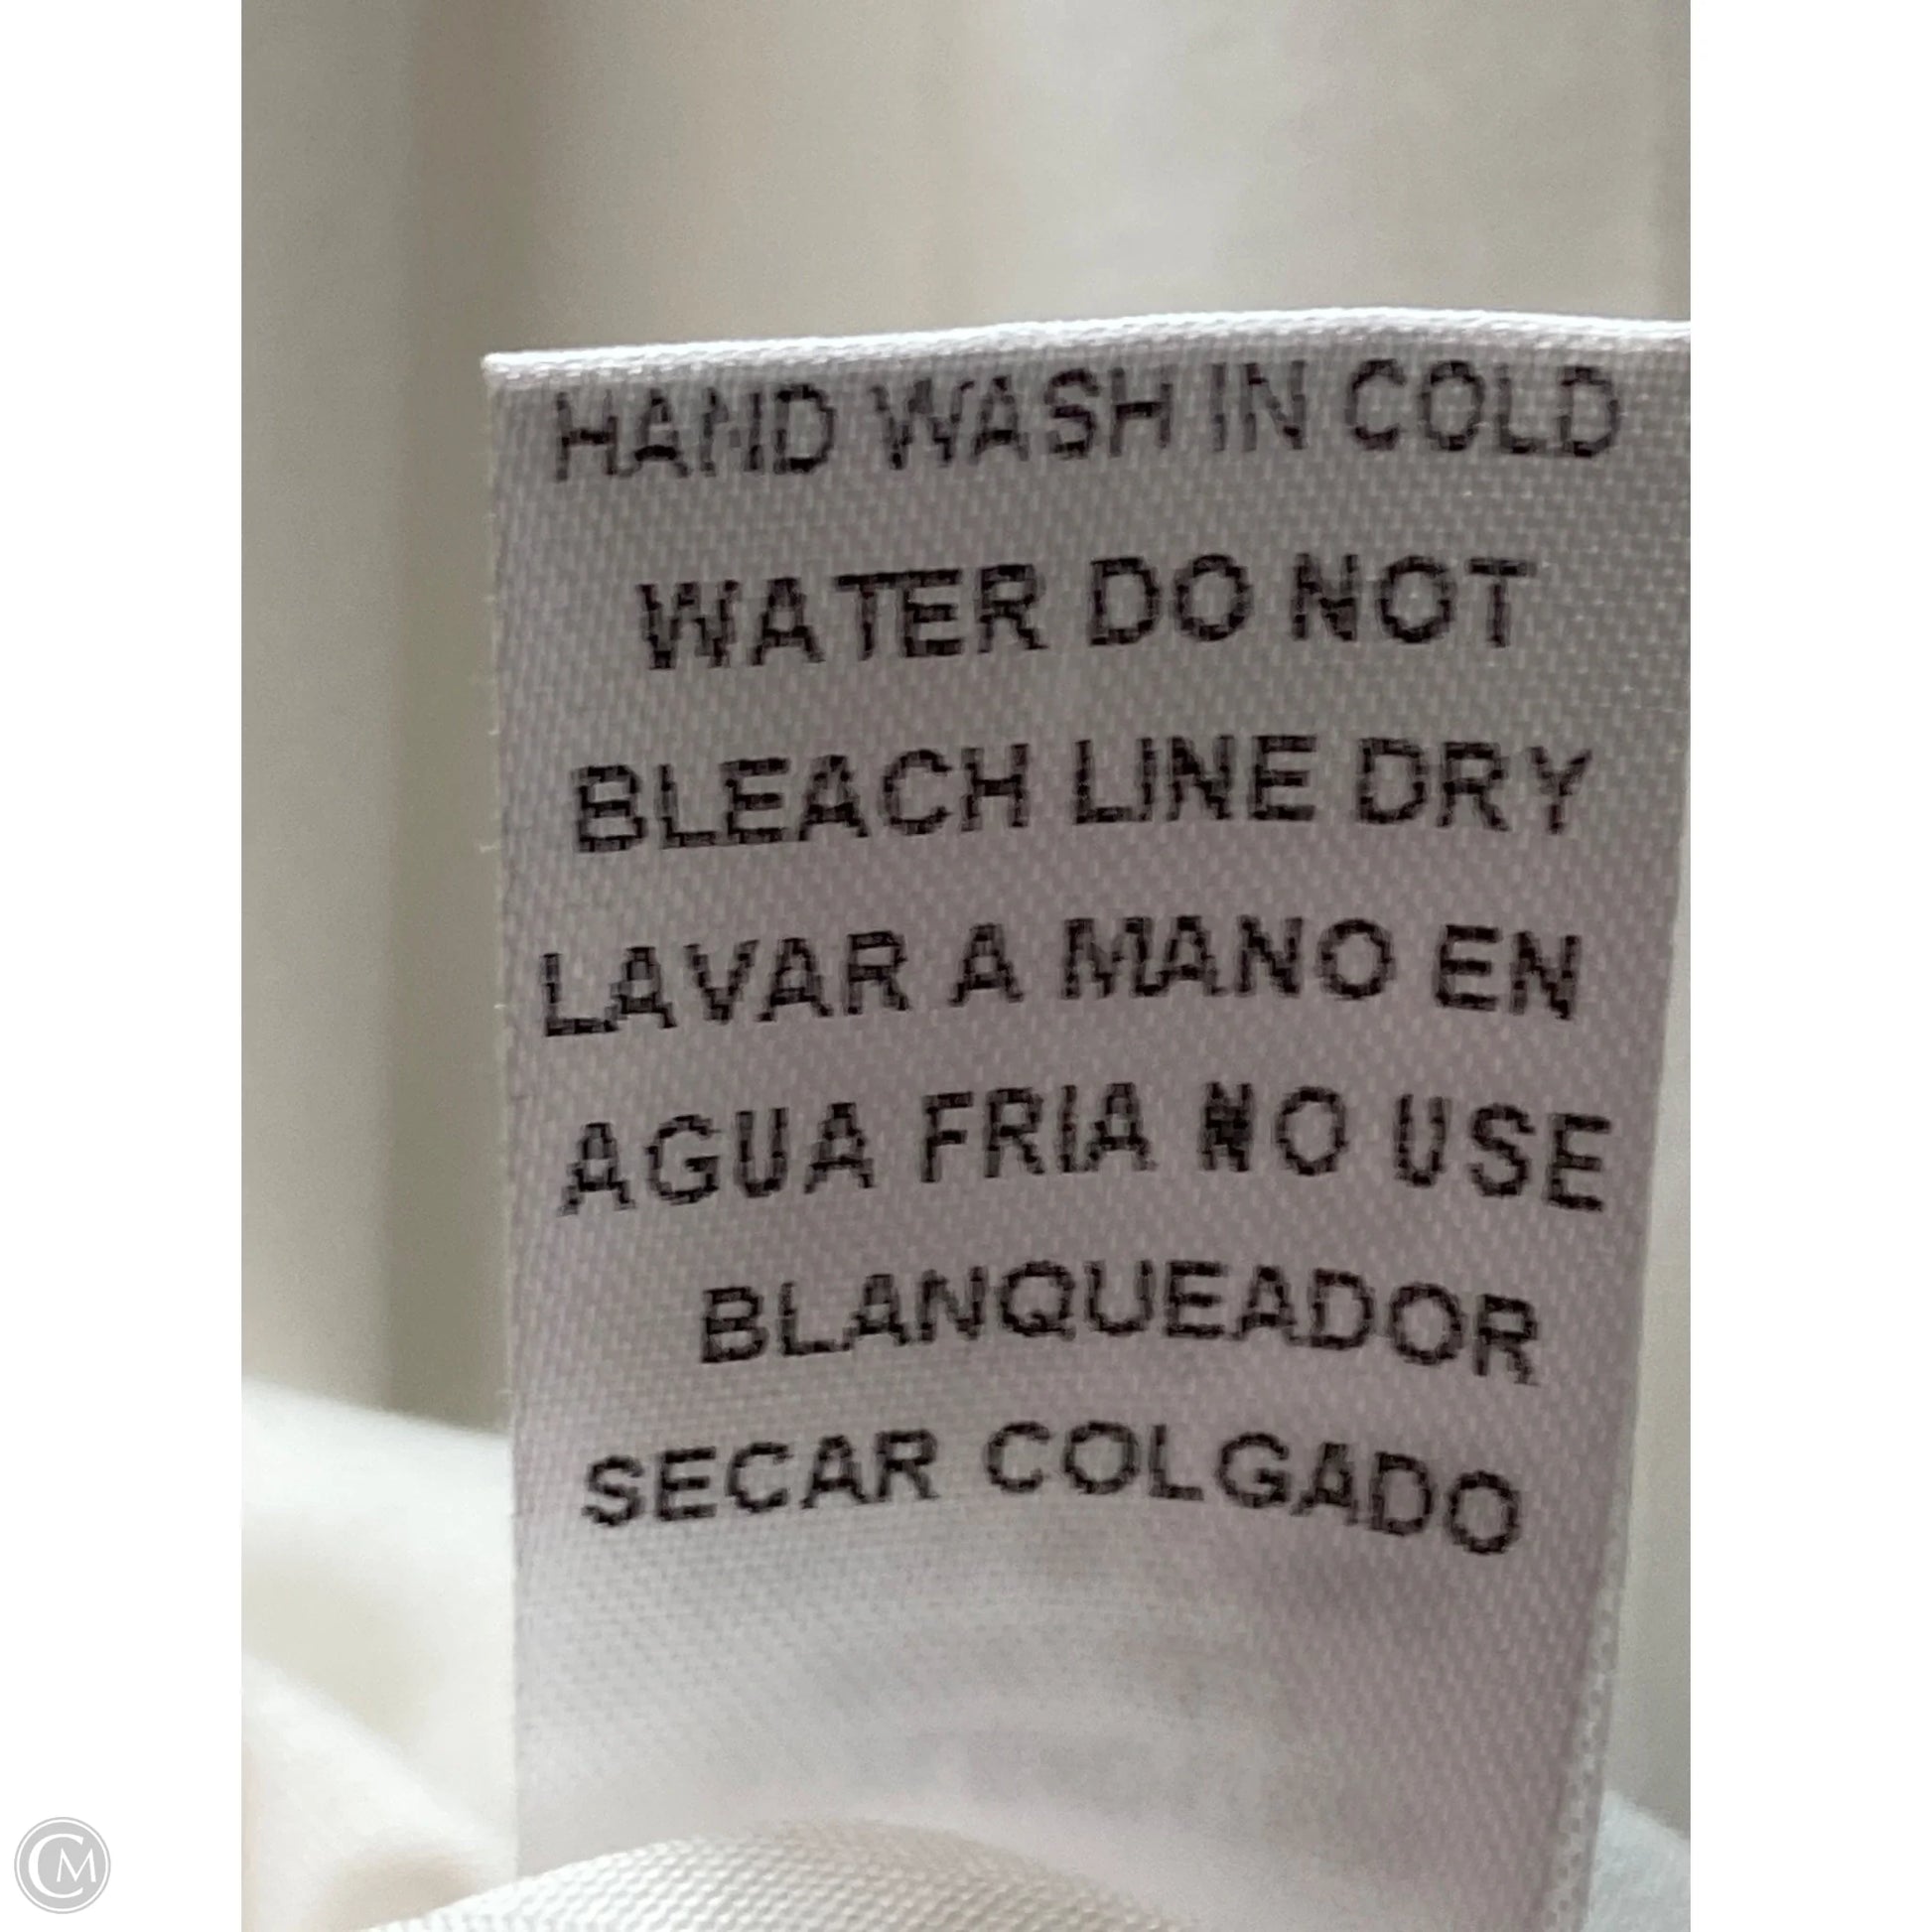 HAND WASH IN COLD
WATER DO NOT
BLEACH LINE DRY
LAVAR A MANO EN
AGUA FRIA NO USE
BLANQUEADOR
SECAR COLGADO
CM